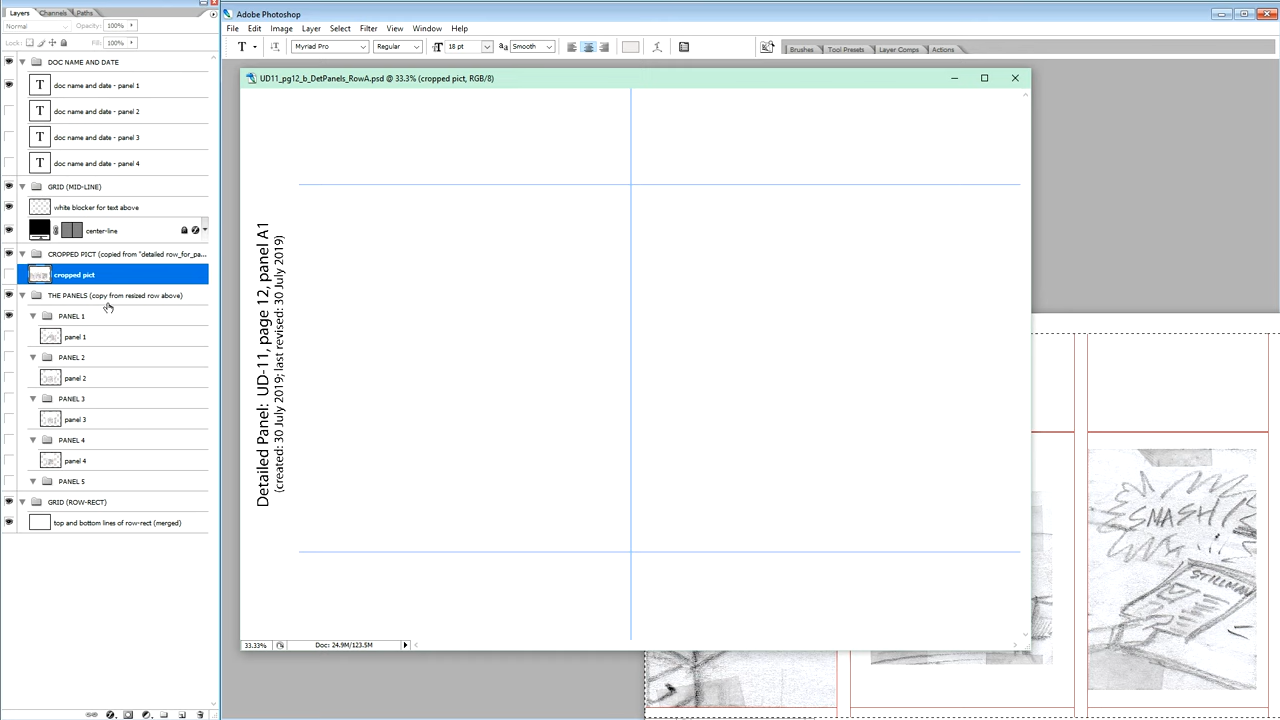 Layers Channels Paths
Normal Opacity: 100%
Lock: Fill: 100%
DOC NAME AND DATE
T doc name and date - panel 1
T doc name and date - panel 2
T doc name and date - panel 3
T doc name and date - panel 4
GRID (MID-LINE)
white blocker for text above
center-line
CROPPED PICT (copied from "detailed row_for_pa...
cropped pict
THE PANELS (copy from resized row above)
PANEL 1
panel 1
PANEL 2
panel 2
PANEL 3
panel 3
PANEL 4
panel 4
PANEL 5
GRID (ROW-RECT)
top and bottom lines of row-rect (merged)
Adobe Photoshop
File Edit Image Layer Select Filter View Window Help
T Myriad Pro Regular 18 pt Smooth Brushes Tool Presets Layer Comps Actions
UD11_pg12_b_DetPanels_RowA.psd @ 33.3% (cropped pict, RGB/8)
Detailed Panel: UD-11, page 12, panel A1
(created: 30 July 2019; last revised: 30 July 2019)
33.33% Doc: 24.9M/123.5M
SMASH!
STILLMAN